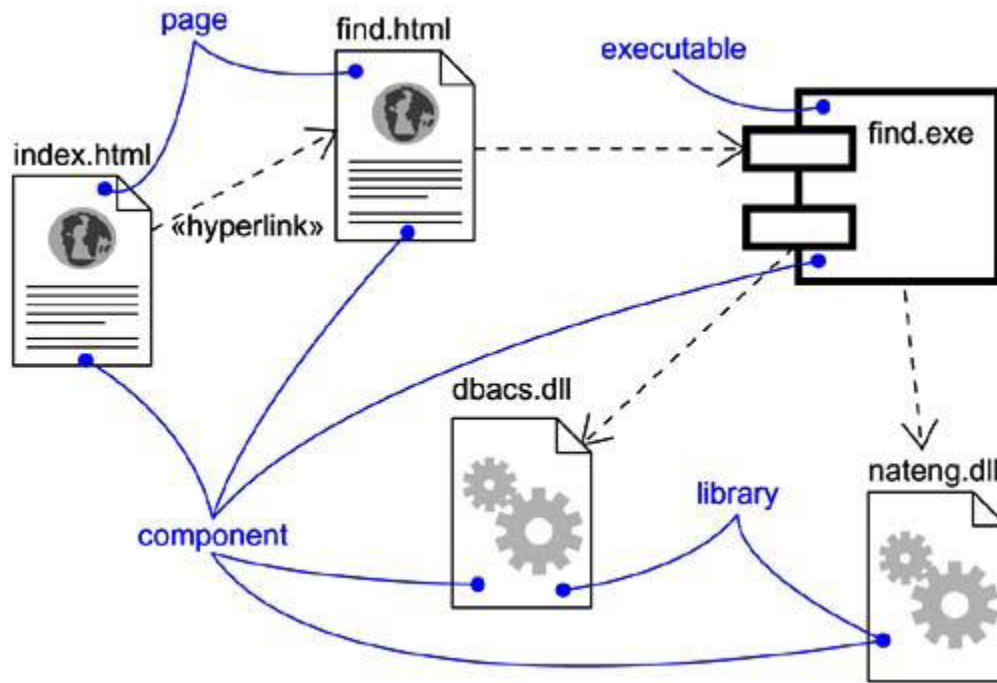 page
find.html
executable
find.exe
index.html
«hyperlink»
dbacs.dll
nateng.dll
library
component